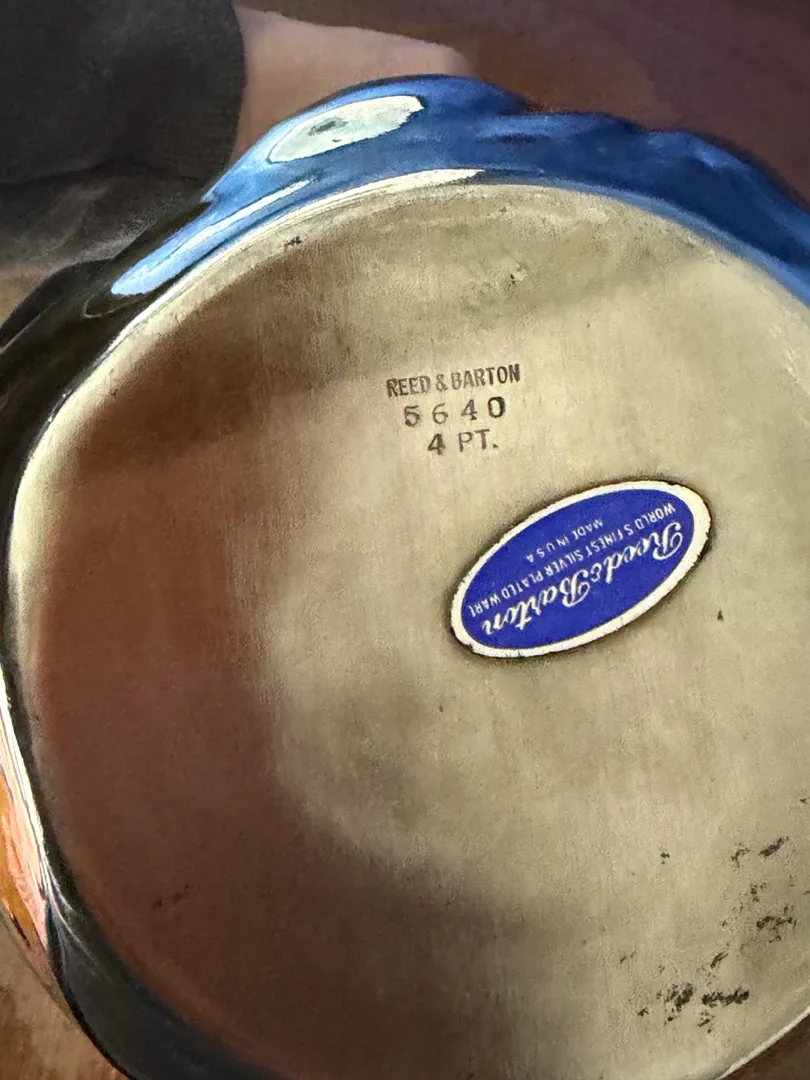 REED & BARTON
5640
4 PT.
Reed & Barton
WORLD'S FINEST SILVER PLATED WARE
MADE IN U S A